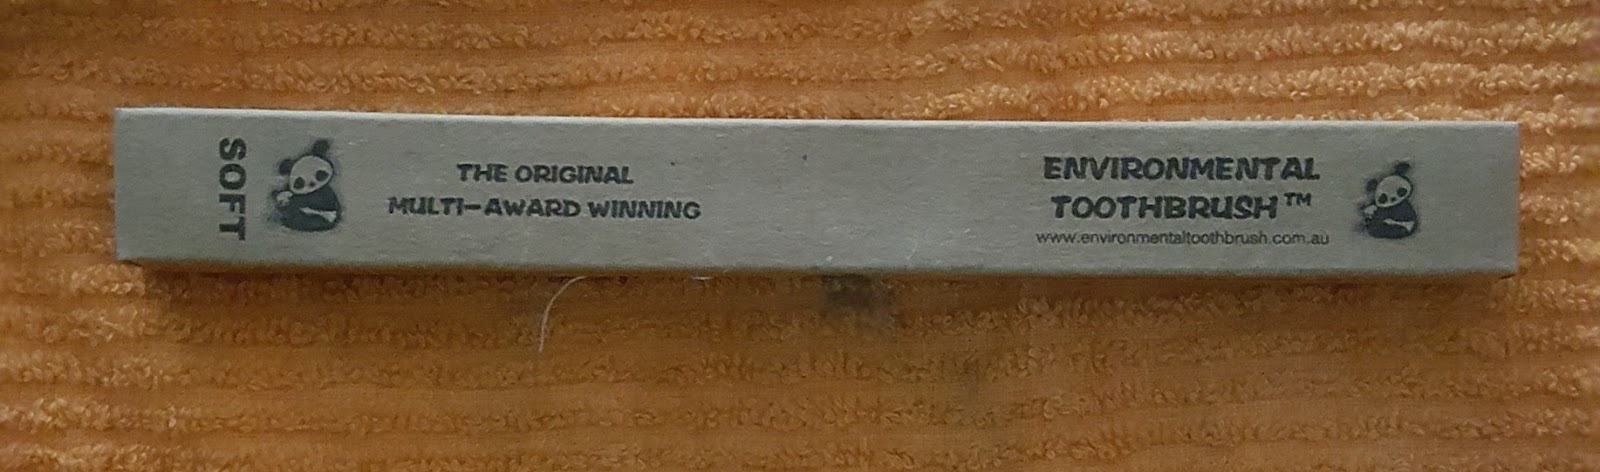 SOFT
THE ORIGINAL
MULTI-AWARD WINNING
ENVIRONMENTAL
TOOTHBRUSH™
www.environmentaltoothbrush.com.au